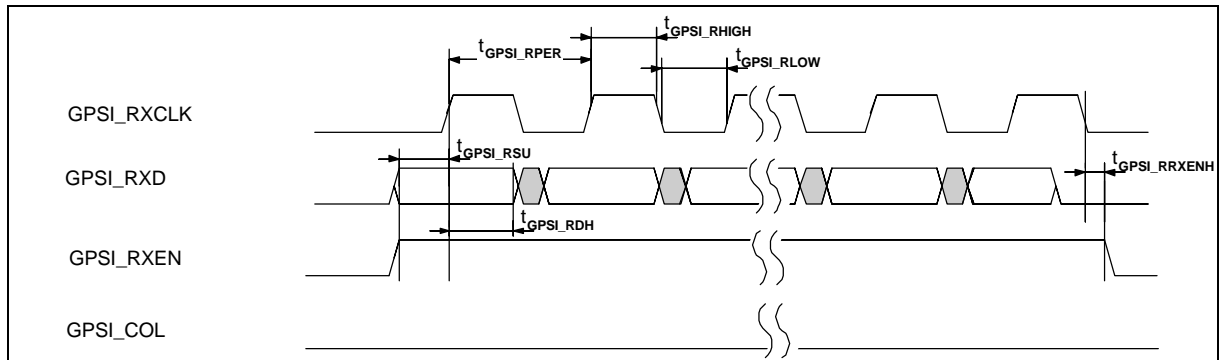 tGPSI_RHIGH
tGPSI_RPER
tGPSI_RLOW
GPSI_RXCLK
tGPSI_RSU
tGPSI_RRXENH
GPSI_RXD
tGPSI_RDH
GPSI_RXEN
GPSI_COL